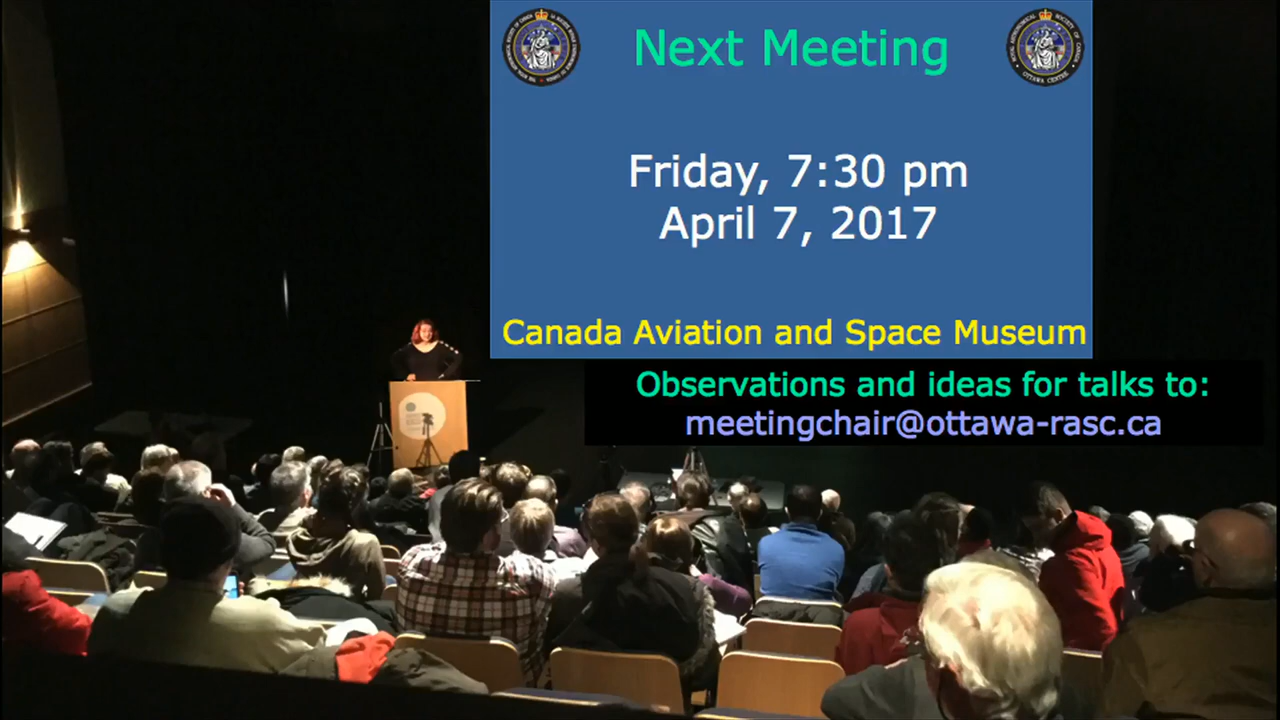 Next Meeting
Friday, 7:30 pm
April 7, 2017
Canada Aviation and Space Museum
Observations and ideas for talks to:
meetingchair@ottawa-rasc.ca